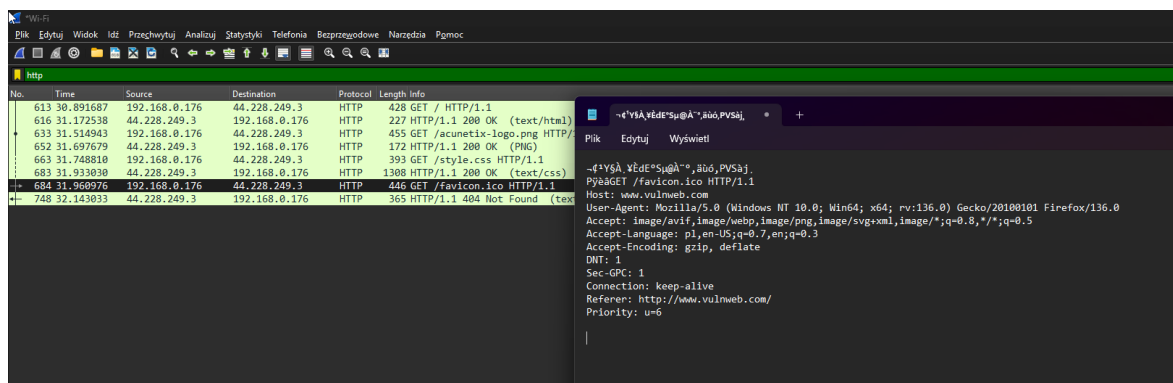 *Wi-Fi
Plik Edytuj Widok Idź Przechwytuj Analizuj Statystyki Telefonia Bezprzewodowe Narzędzia Pomoc
http
No. Time Source Destination Protocol Length Info
613 30.891687 192.168.0.176 44.228.249.3 HTTP 428 GET / HTTP/1.1
616 31.172538 44.228.249.3 192.168.0.176 HTTP 227 HTTP/1.1 200 OK (text/html)
633 31.514943 192.168.0.176 44.228.249.3 HTTP 455 GET /acunetix-logo.png HTTP/
652 31.697679 44.228.249.3 192.168.0.176 HTTP 172 HTTP/1.1 200 OK (PNG)
663 31.748810 192.168.0.176 44.228.249.3 HTTP 393 GET /style.css HTTP/1.1
683 31.933030 44.228.249.3 192.168.0.176 HTTP 1308 HTTP/1.1 200 OK (text/css)
684 31.960976 192.168.0.176 44.228.249.3 HTTP 446 GET /favicon.ico HTTP/1.1
748 32.143033 44.228.249.3 192.168.0.176 HTTP 365 HTTP/1.1 404 Not Found (tex
Plik Edytuj Wyświetl
GET /favicon.ico HTTP/1.1
Host: www.vulnweb.com
User-Agent: Mozilla/5.0 (Windows NT 10.0; Win64; x64; rv:136.0) Gecko/20100101 Firefox/136.0
Accept: image/avif,image/webp,image/png,image/svg+xml,image/*;q=0.8,*/*;q=0.5
Accept-Language: pl,en-US;q=0.7,en;q=0.3
Accept-Encoding: gzip, deflate
DNT: 1
Sec-GPC: 1
Connection: keep-alive
Referer: http://www.vulnweb.com/
Priority: u=6